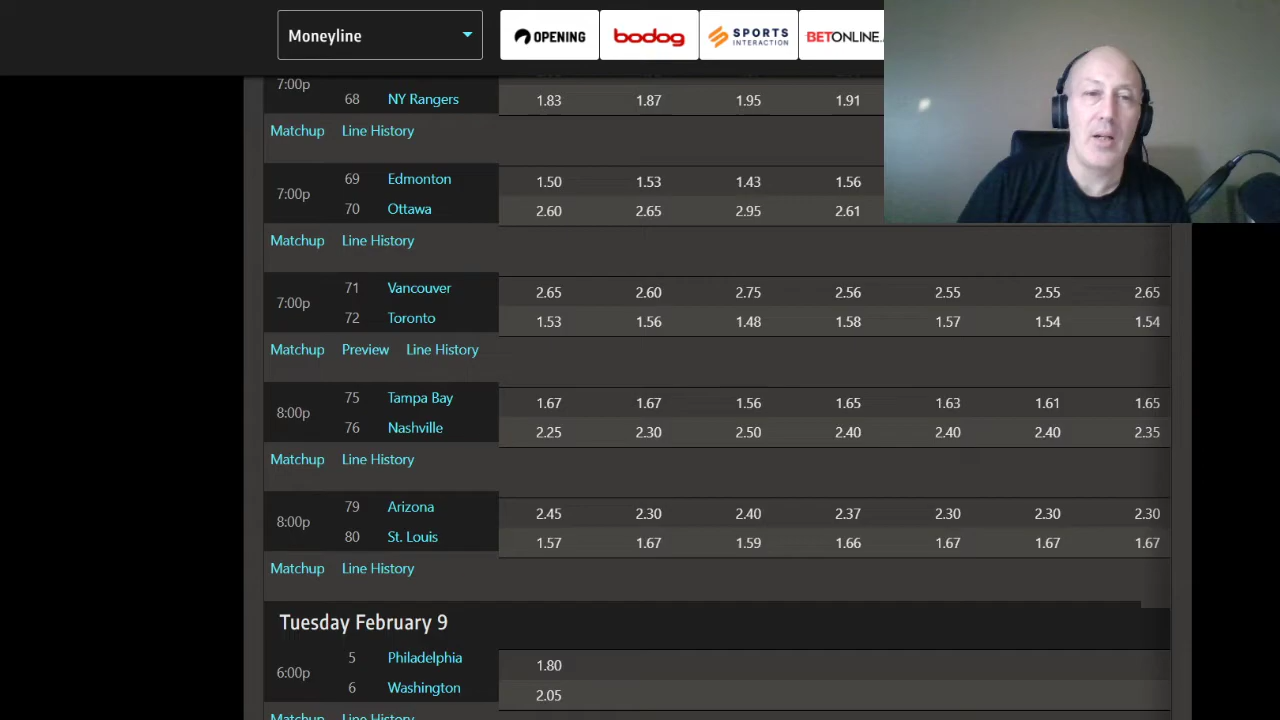 Moneyline OPENING bodog SPORTS INTERACTION BETONLINE.
7:00p
68 NY Rangers 1.83 1.87 1.95 1.91
Matchup Line History
69 Edmonton 1.50 1.53 1.43 1.56
7:00p
70 Ottawa 2.60 2.65 2.95 2.61
Matchup Line History
71 Vancouver 2.65 2.60 2.75 2.56 2.55 2.55 2.65
7:00p
72 Toronto 1.53 1.56 1.48 1.58 1.57 1.54 1.54
Matchup Preview Line History
75 Tampa Bay 1.67 1.67 1.56 1.65 1.63 1.61 1.65
8:00p
76 Nashville 2.25 2.30 2.50 2.40 2.40 2.40 2.35
Matchup Line History
79 Arizona 2.45 2.30 2.40 2.37 2.30 2.30 2.30
8:00p
80 St. Louis 1.57 1.67 1.59 1.66 1.67 1.67 1.67
Matchup Line History
Tuesday February 9
5 Philadelphia 1.80
6:00p
6 Washington 2.05
Matchup Line History